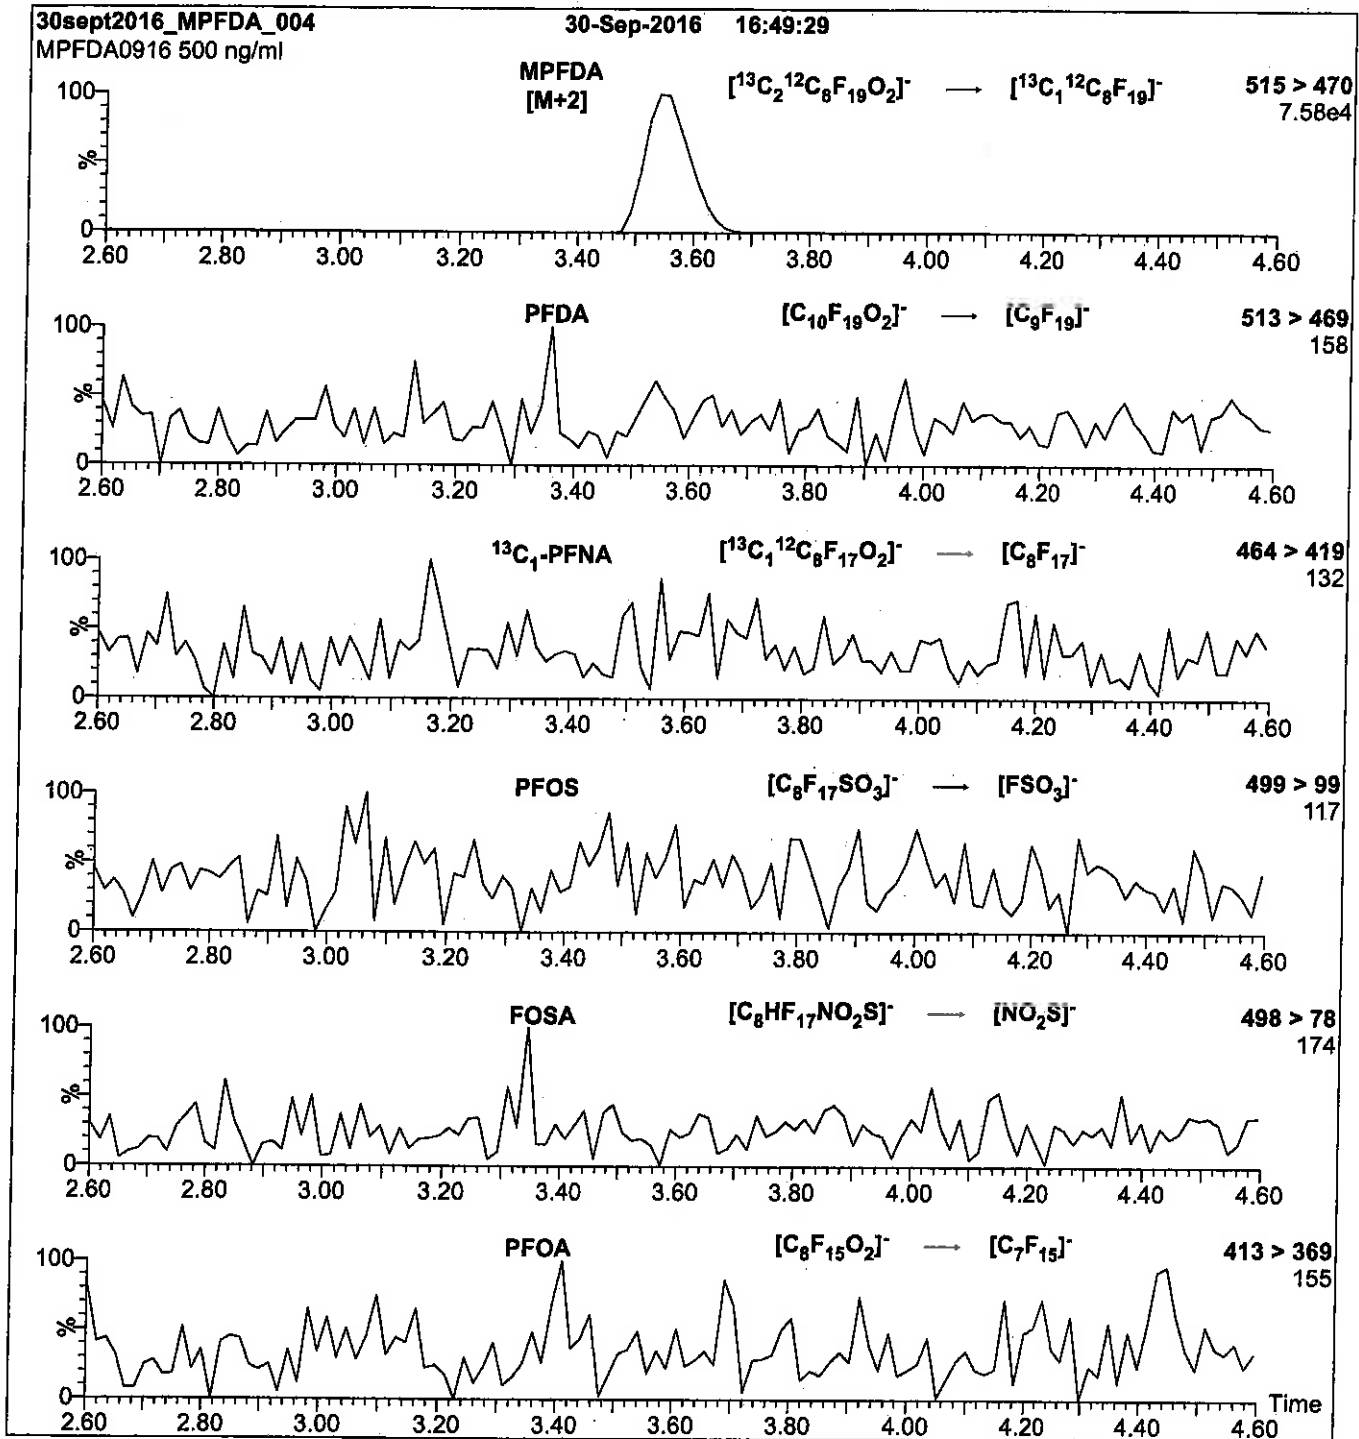 30sept2016_MPFDA_004 30-Sep-2016 16:49:29
MPFDA0916 500 ng/ml
MPFDA [¹³C₂¹²C₈F₁₉O₂]⁻ → [¹³C₁¹²C₈F₁₉]⁻ 515 > 470
[M+2] 7.58e4
100
%
0
2.60 2.80 3.00 3.20 3.40 3.60 3.80 4.00 4.20 4.40 4.60
PFDA [C₁₀F₁₉O₂]⁻ → [C₉F₁₉]⁻ 513 > 469
158
100
%
0
2.60 2.80 3.00 3.20 3.40 3.60 3.80 4.00 4.20 4.40 4.60
¹³C₁-PFNA [¹³C₁¹²C₈F₁₇O₂]⁻ → [C₈F₁₇]⁻ 464 > 419
132
100
%
0
2.60 2.80 3.00 3.20 3.40 3.60 3.80 4.00 4.20 4.40 4.60
PFOS [C₈F₁₇SO₃]⁻ → [FSO₃]⁻ 499 > 99
117
100
%
0
2.60 2.80 3.00 3.20 3.40 3.60 3.80 4.00 4.20 4.40 4.60
FOSA [C₈HF₁₇NO₂S]⁻ → [NO₂S]⁻ 498 > 78
174
100
%
0
2.60 2.80 3.00 3.20 3.40 3.60 3.80 4.00 4.20 4.40 4.60
PFOA [C₈F₁₅O₂]⁻ → [C₇F₁₅]⁻ 413 > 369
155
100
%
0
Time
2.60 2.80 3.00 3.20 3.40 3.60 3.80 4.00 4.20 4.40 4.60